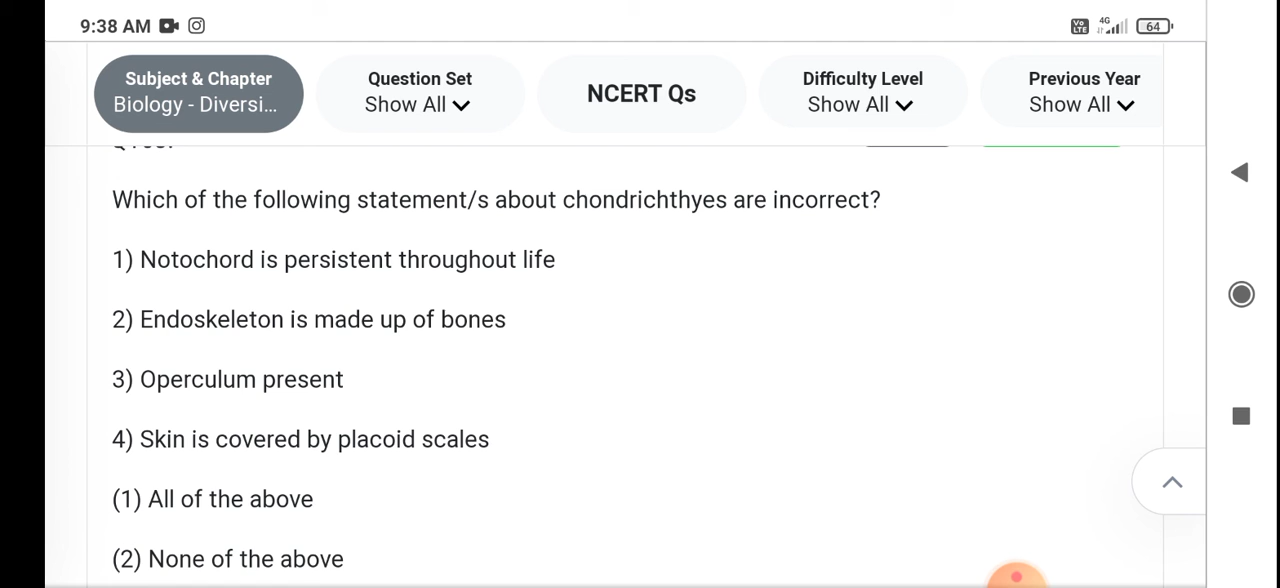 9:38 AM
Vo LTE 4G 64
Subject & Chapter
Biology - Diversi...
Question Set
Show All
NCERT Qs
Difficulty Level
Show All
Previous Year
Show All
Which of the following statement/s about chondrichthyes are incorrect?
1) Notochord is persistent throughout life
2) Endoskeleton is made up of bones
3) Operculum present
4) Skin is covered by placoid scales
(1) All of the above
(2) None of the above